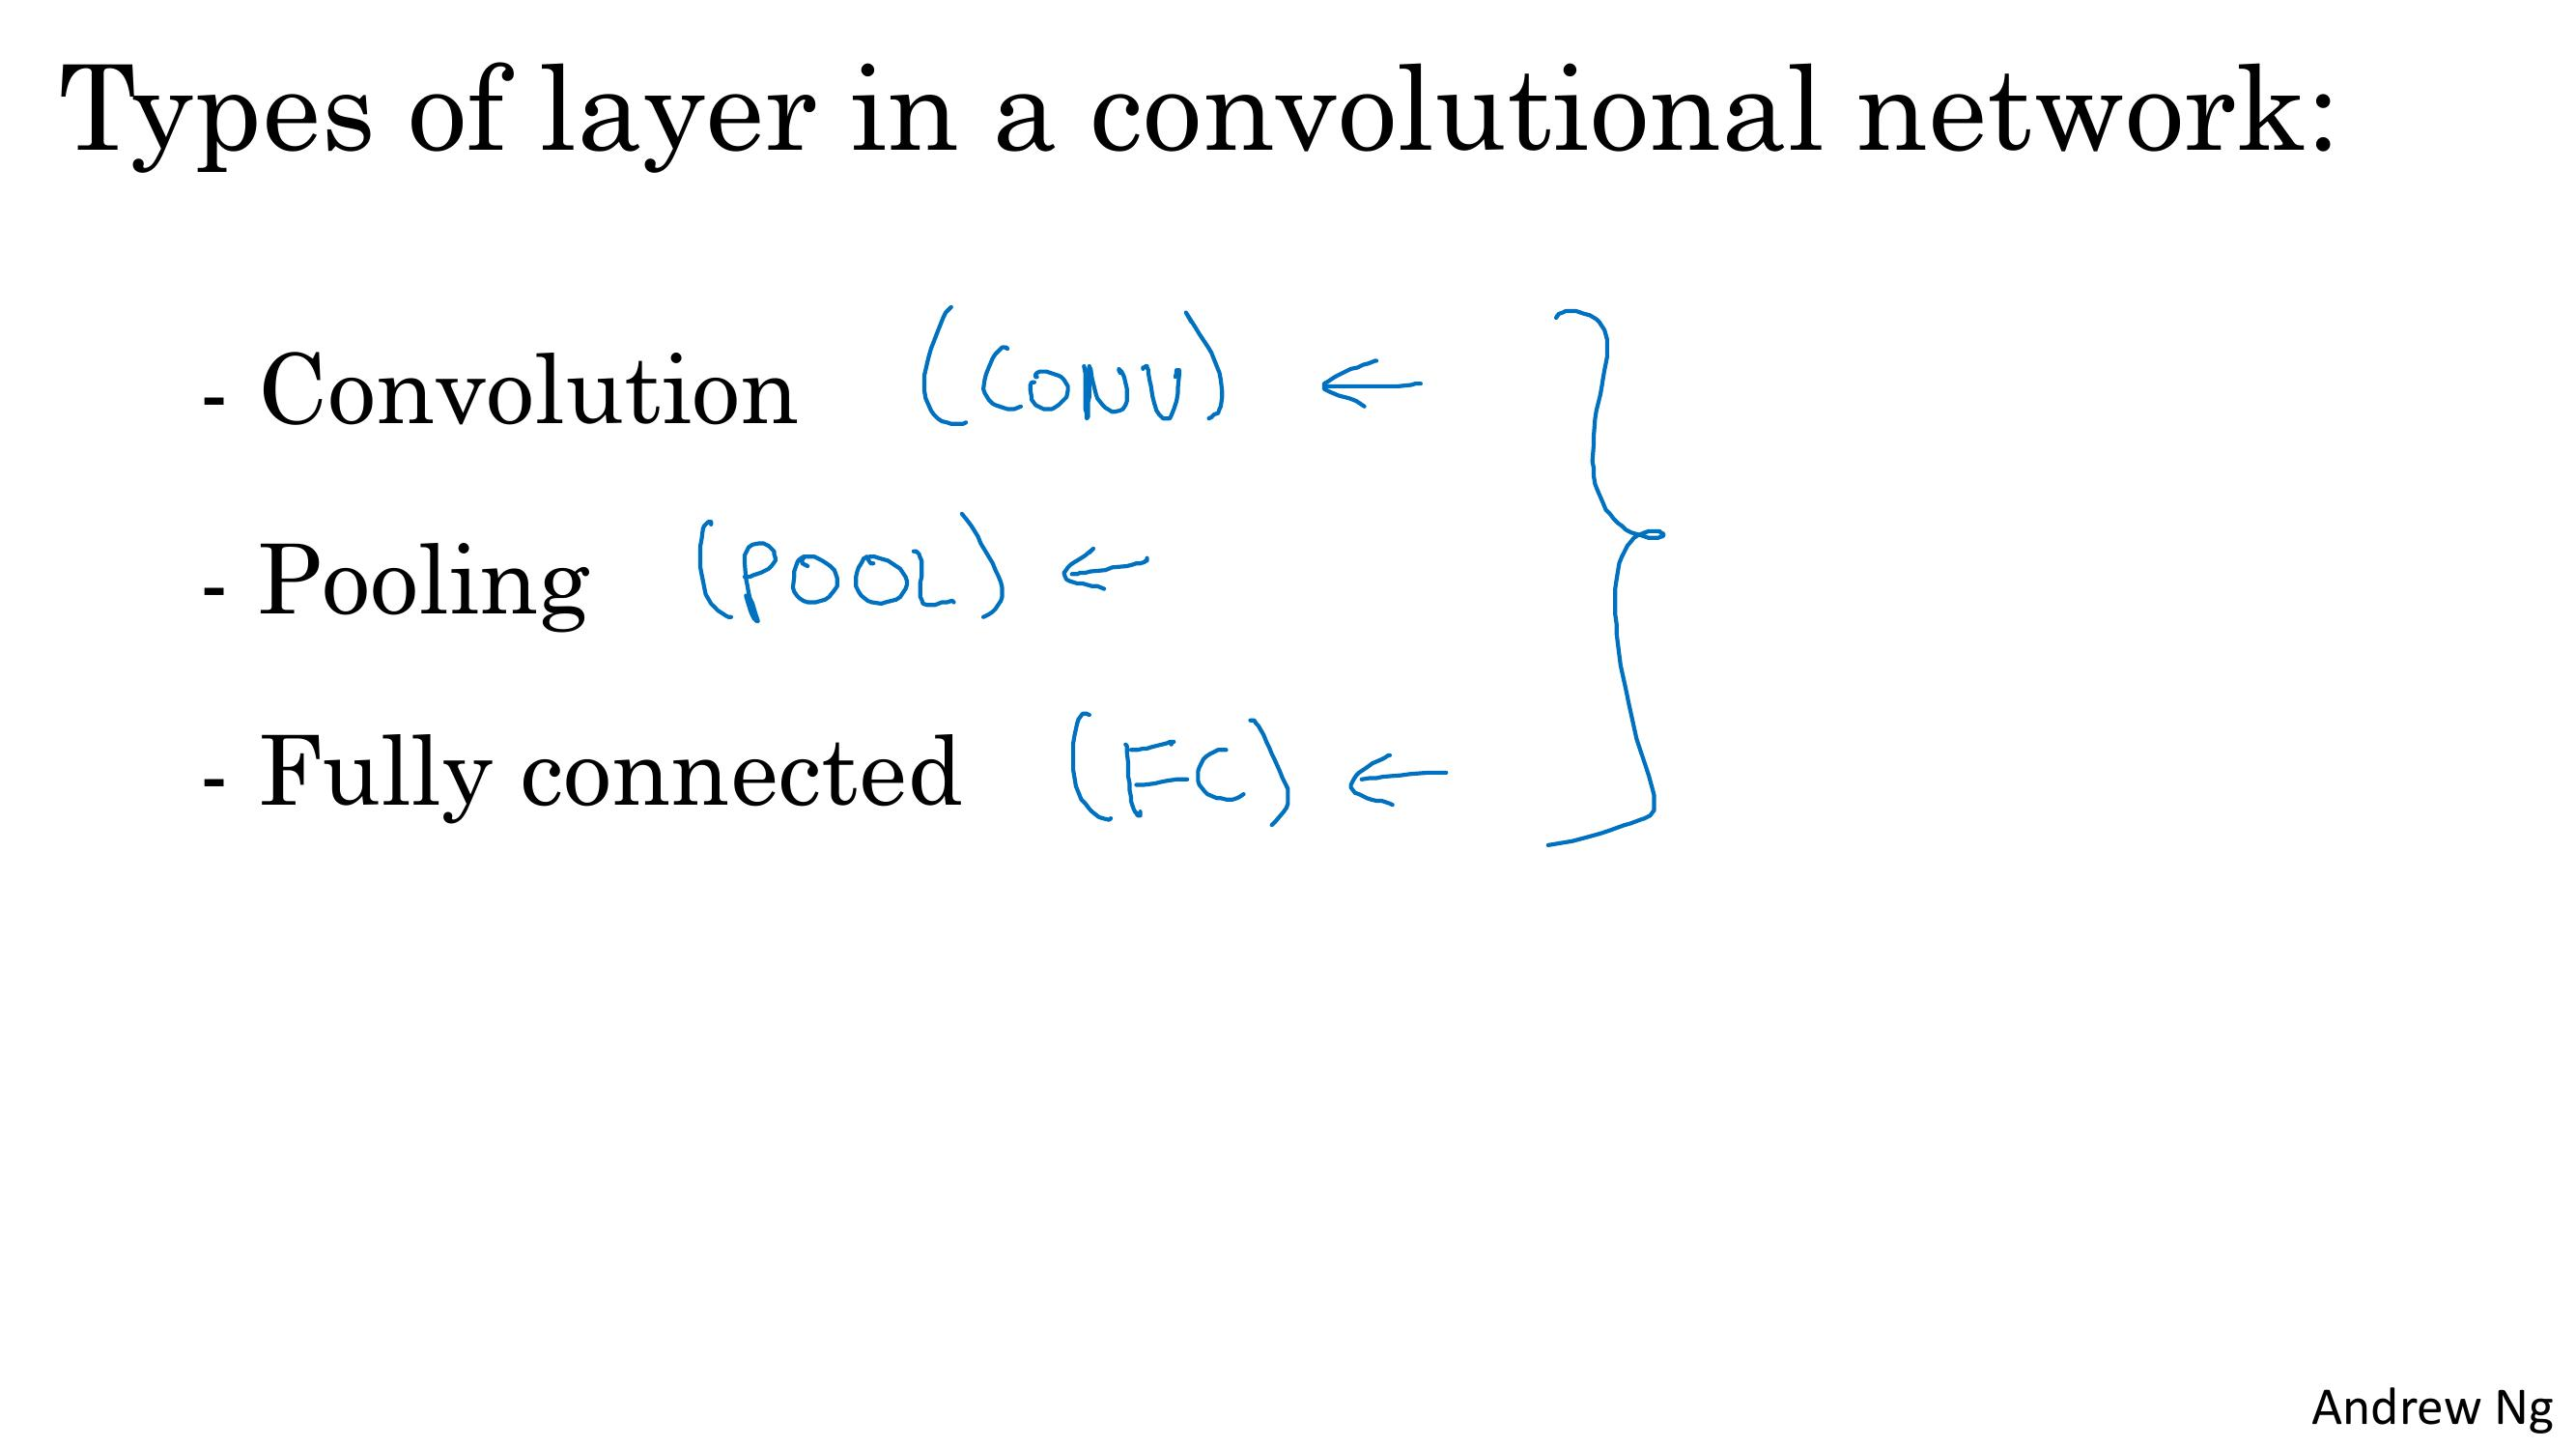 Types of layer in a convolutional network:
- Convolution (CONV) ←
- Pooling (POOL) ←
- Fully connected (FC) ←
Andrew Ng